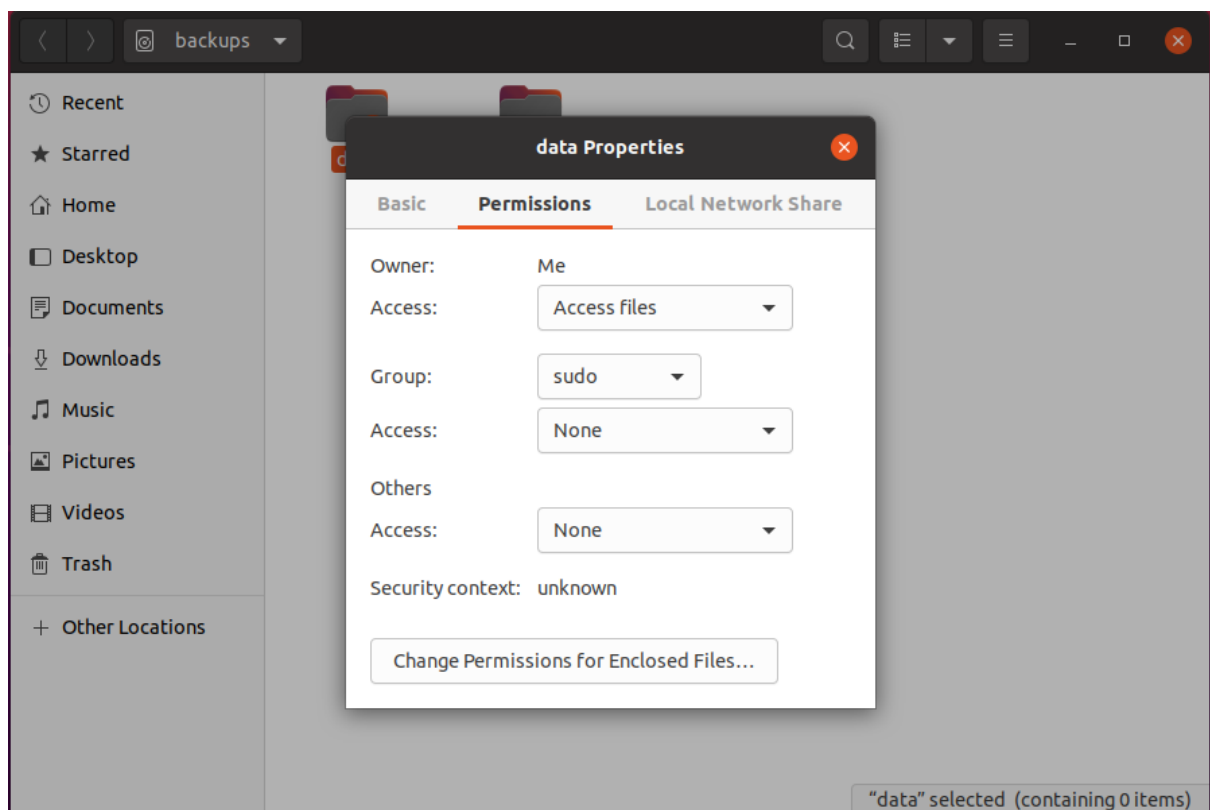 backups
Recent
Starred
Home
Desktop
Documents
Downloads
Music
Pictures
Videos
Trash
+ Other Locations
data Properties
Basic Permissions Local Network Share
Owner: Me
Access: Access files
Group: sudo
Access: None
Others
Access: None
Security context: unknown
Change Permissions for Enclosed Files...
“data” selected (containing 0 items)